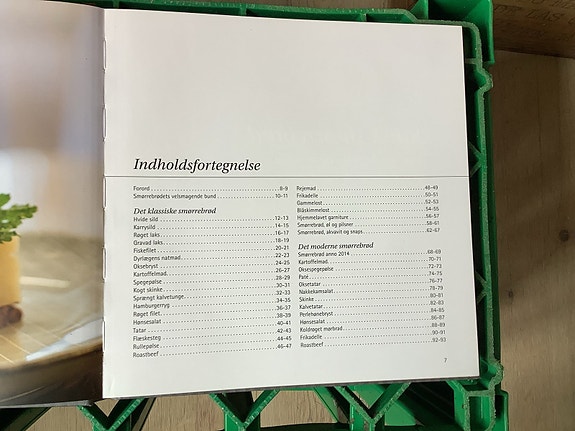 Indholdsfortegnelse
Forord 8-9
Smørrebrødets velsmagende bund 10-11
Det klassiske smørrebrød
Hvide sild 12-13
Karrysild 14-15
Røget laks 16-17
Gravad laks 18-19
Fiskefilet 20-21
Dyrlægens natmad 22-23
Oksebryst 24-25
Kartoffelmad 26-27
Spegepølse 28-29
Kogt skinke 30-31
Sprængt kalvetunge 32-33
Hamburgerryg 34-35
Røget filet 36-37
Hønsesalat 38-39
Tatar 40-41
Flæskesteg 42-43
Rullepølse 44-45
Roastbeef 46-47
Rejemad 48-49
Frikadelle 50-51
Gammelost 52-53
Blåskimmelost 54-55
Hjemmelavet garniture 56-57
Smørrebrød, øl og pilsner 58-61
Smørrebrød, akvavit og snaps 62-67
Det moderne smørrebrød
Smørrebrød anno 2014 68-69
Kartoffelmad 70-71
Oksespegepølse 72-73
Paté 74-75
Oksetatar 76-77
Nakkekamsalat 78-79
Skinke 80-81
Kalvetatar 82-83
Perlehønebryst 84-85
Hønsesalat 86-87
Koldrøget mørbrad 88-89
Frikadelle 90-91
Roastbeef 92-93
7